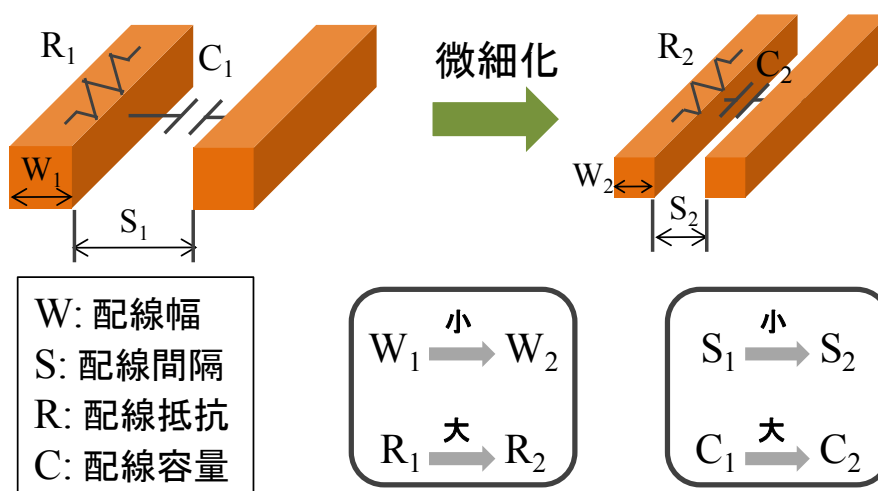 R₁
C₁
微細化
R₂
C₂
W₁
S₁
W₂
S₂
W: 配線幅
S: 配線間隔
R: 配線抵抗
C: 配線容量
小
W₁ W₂
大
R₁ R₂
小
S₁ S₂
大
C₁ C₂